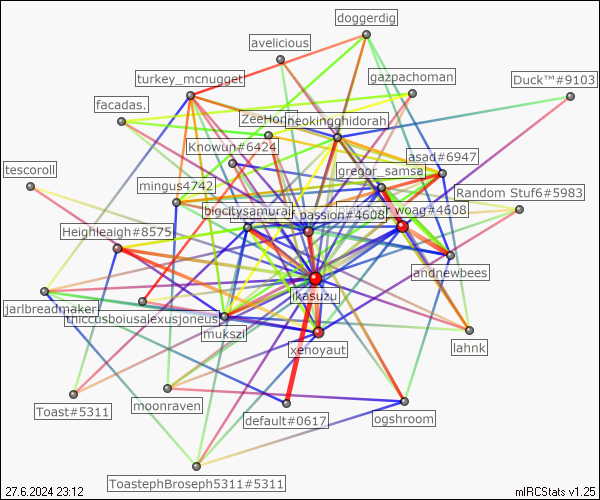 doggerdig
avelicious
turkey_mcnugget
gazpachoman
Duck™#9103
facadas.
neokingghidorah
Knowun#6424
asad#6947
tescoroll
gregor_samsa
mingus4742
Random Stuf6#5983
bigcitysamurai
passion#4608
woag#4608
Heighleaigh#8575
andnewbees
ikasuzu
jarlbreadmaker
thiccusboiusalexusjoneus
mukszi
xenoyaut
lahnk
Toast#5311
moonraven
default#0617
ogshroom
ToastephBroseph5311#5311
27.6.2024 23:12
mIRCStats v1.25